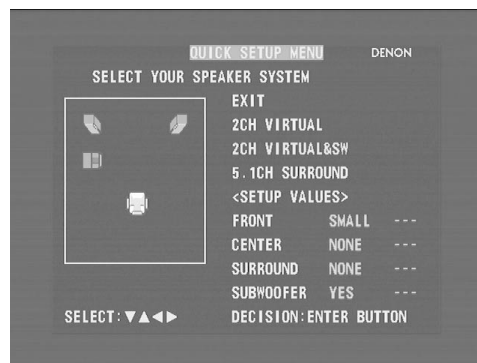 QUICK SETUP MENU DENON
SELECT YOUR SPEAKER SYSTEM
EXIT
2CH VIRTUAL
2CH VIRTUAL&SW
5.1CH SURROUND
<SETUP VALUES>
FRONT SMALL ---
CENTER NONE ---
SURROUND NONE ---
SUBWOOFER YES ---
SELECT:▼▲◀▶ DECISION:ENTER BUTTON